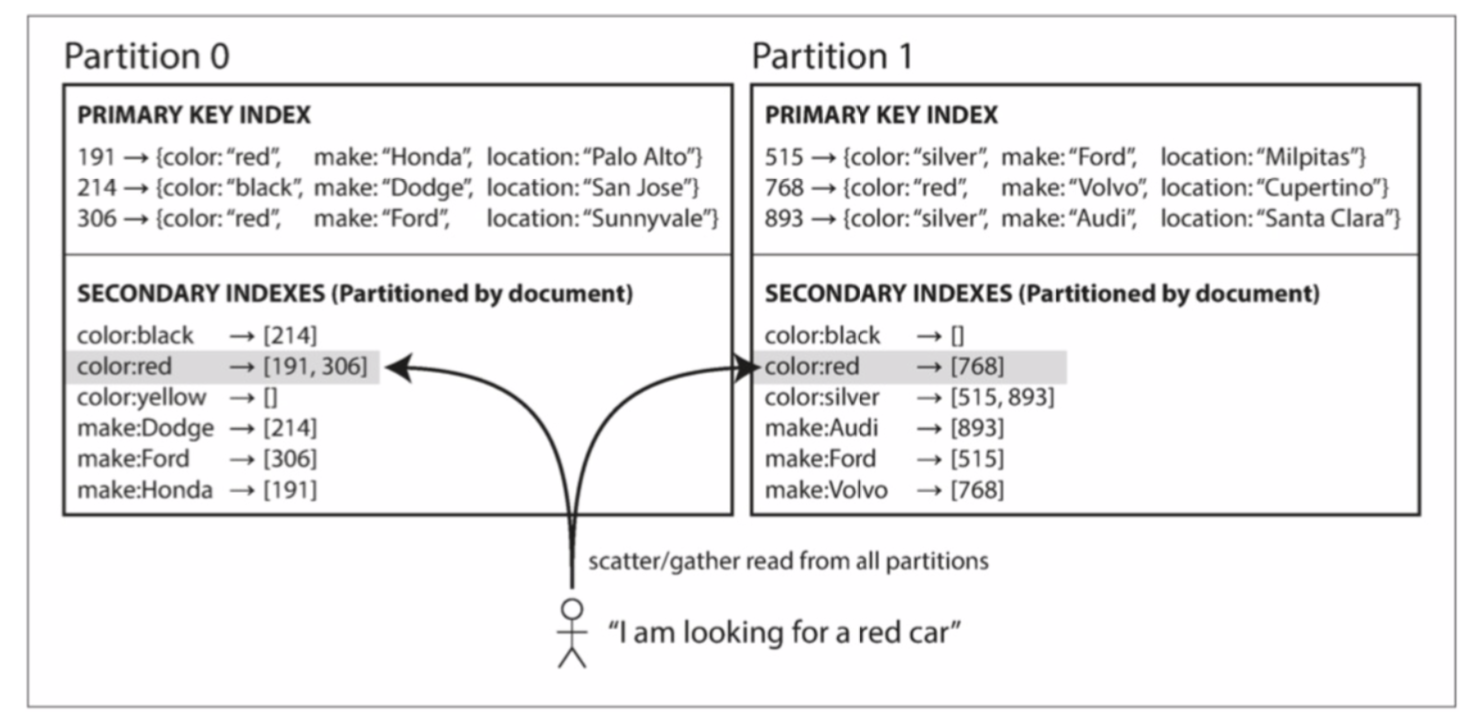 Partition 0
PRIMARY KEY INDEX
191 → {color: “red”, make: “Honda”, location: “Palo Alto”}
214 → {color: “black”, make: “Dodge”, location: “San Jose”}
306 → {color: “red”, make: “Ford”, location: “Sunnyvale”}
SECONDARY INDEXES (Partitioned by document)
color:black → [214]
color:red → [191, 306]
color:yellow → []
make:Dodge → [214]
make:Ford → [306]
make:Honda → [191]
Partition 1
PRIMARY KEY INDEX
515 → {color: “silver”, make: “Ford”, location: “Milpitas”}
768 → {color: “red”, make: “Volvo”, location: “Cupertino”}
893 → {color: “silver”, make: “Audi”, location: “Santa Clara”}
SECONDARY INDEXES (Partitioned by document)
color:black → []
color:red → [768]
color:silver → [515, 893]
make:Audi → [893]
make:Ford → [515]
make:Volvo → [768]
scatter/gather read from all partitions
“I am looking for a red car”